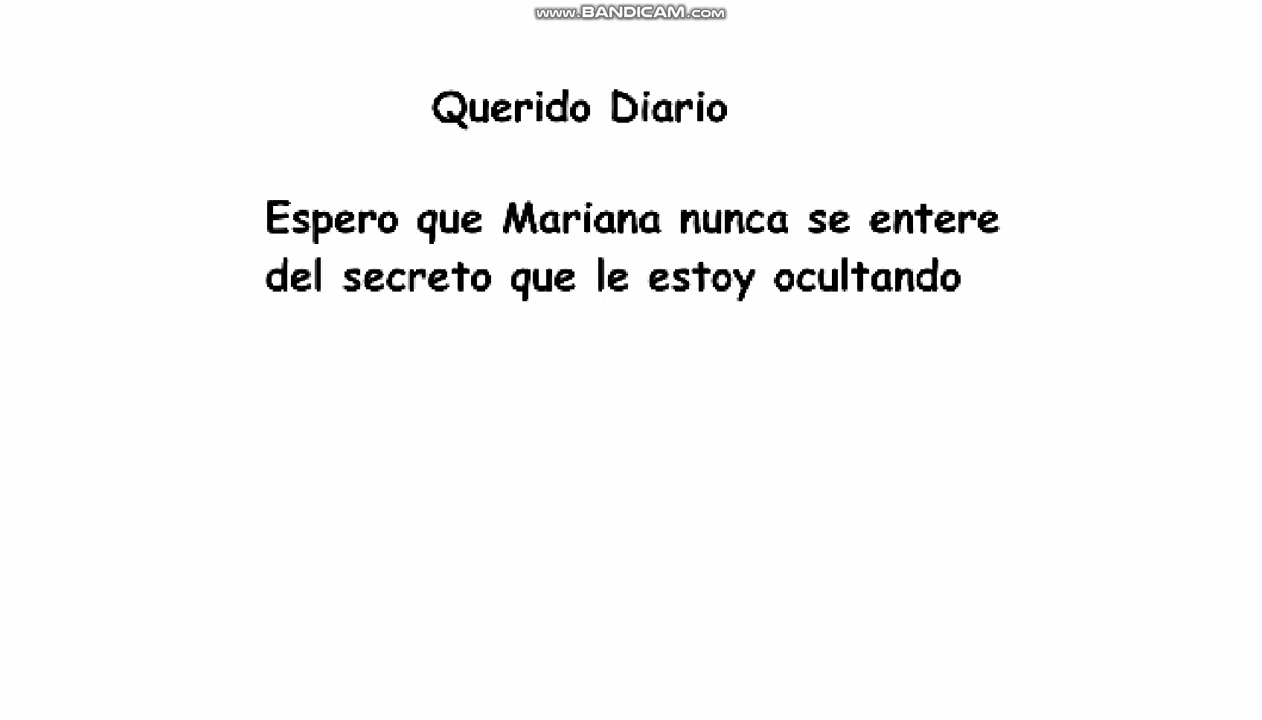 www.BANDICAM.com
Querido Diario
Espero que Mariana nunca se entere
del secreto que le estoy ocultando